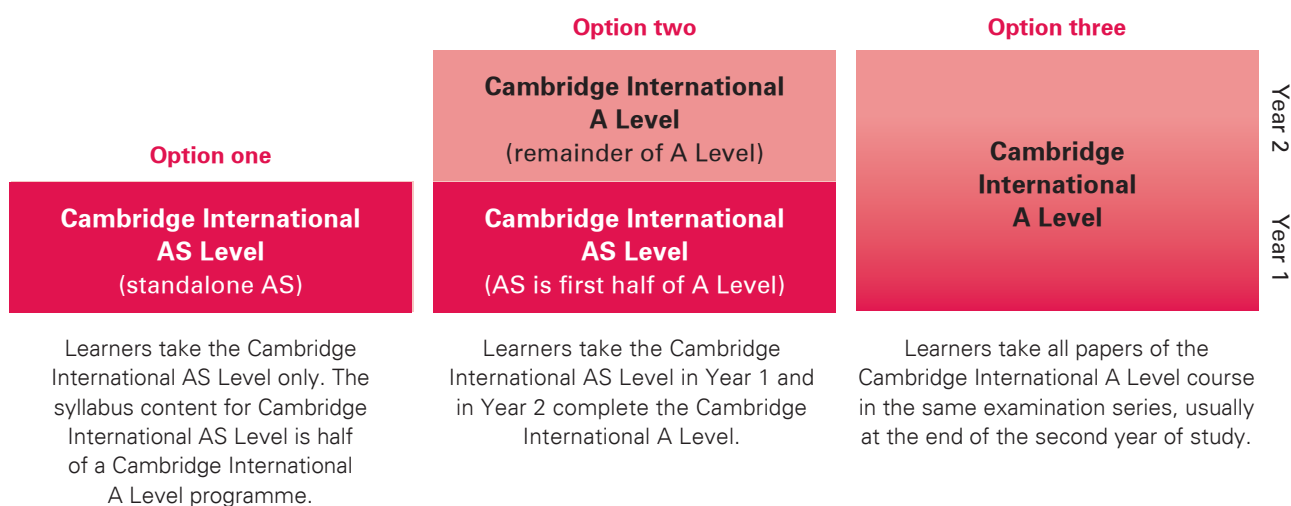 Option one
Cambridge International
AS Level
(standalone AS)
Learners take the Cambridge
International AS Level only. The
syllabus content for Cambridge
International AS Level is half
of a Cambridge International
A Level programme.
Option two
Cambridge International
A Level
(remainder of A Level)
Cambridge International
AS Level
(AS is first half of A Level)
Learners take the Cambridge
International AS Level in Year 1 and
in Year 2 complete the Cambridge
International A Level.
Option three
Cambridge
International
A Level
Learners take all papers of the
Cambridge International A Level course
in the same examination series, usually
at the end of the second year of study.
Year 2
Year 1